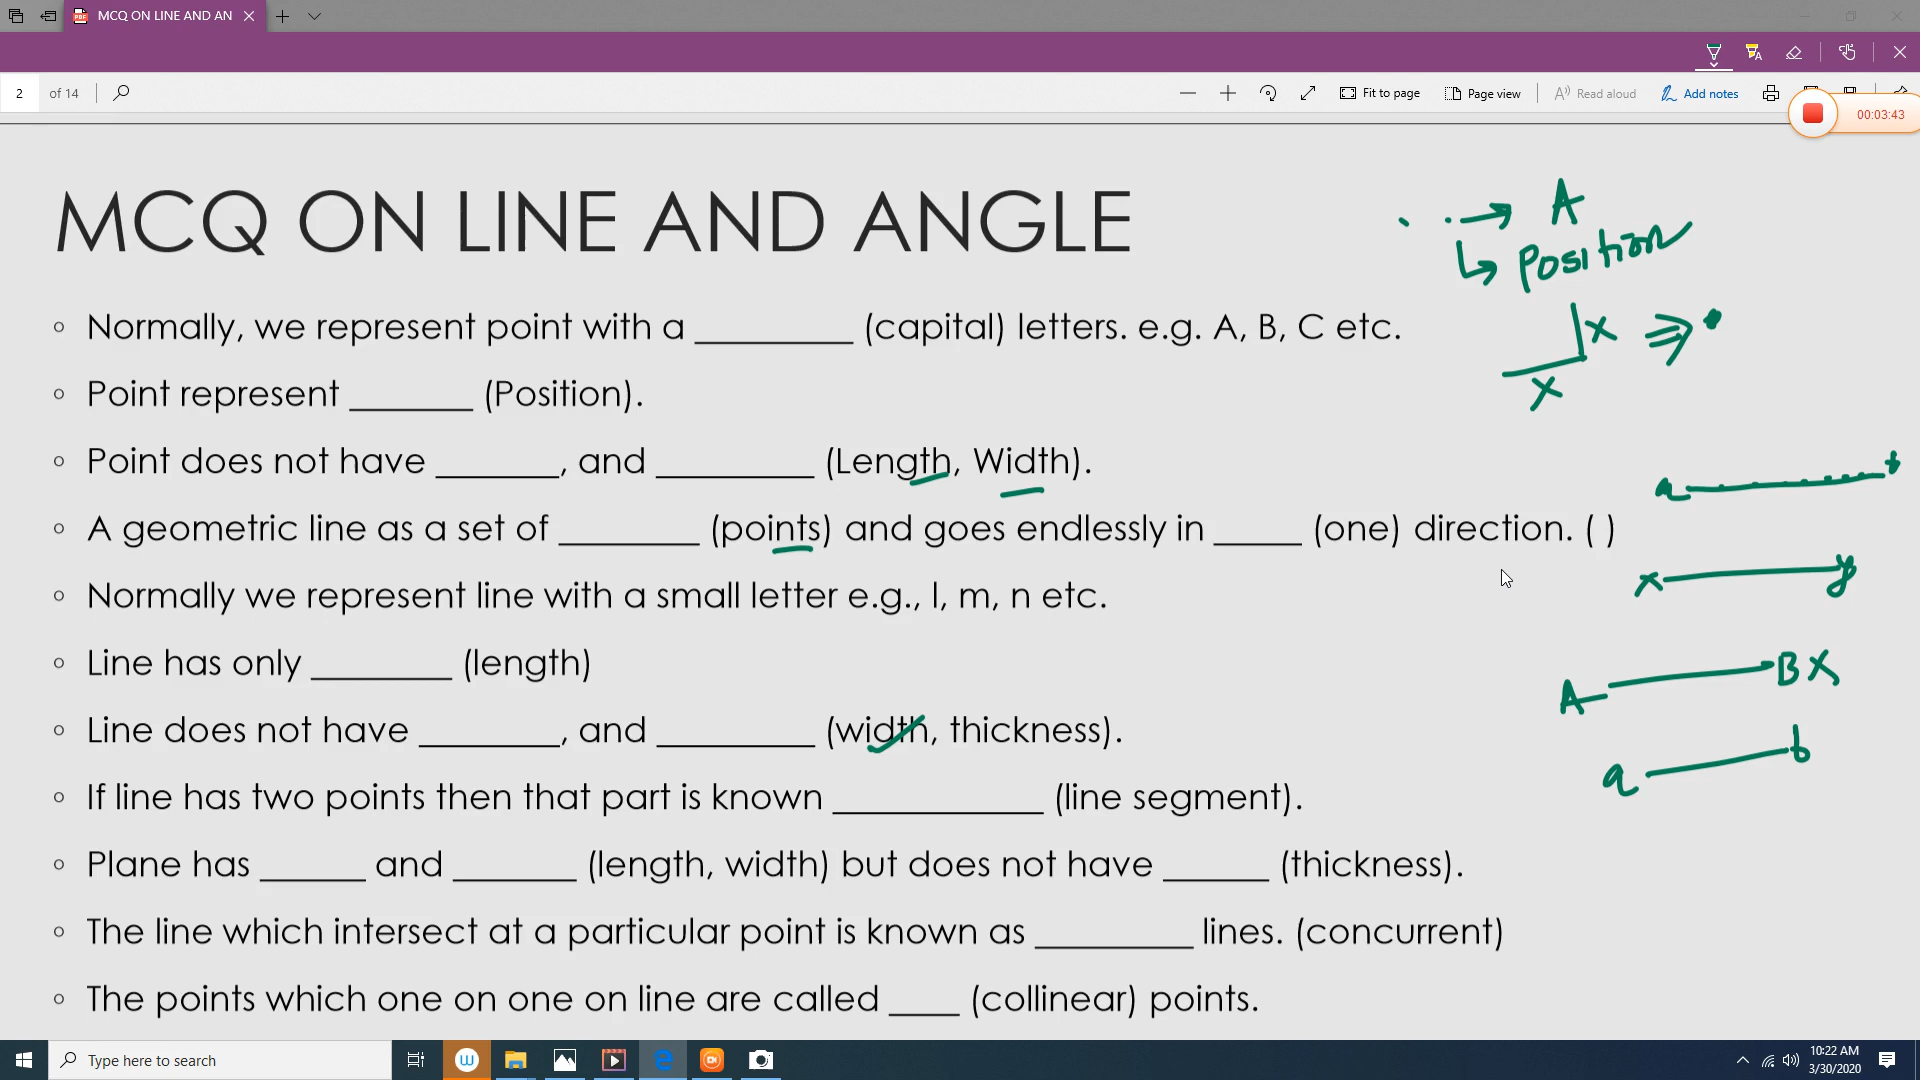 MCQ ON LINE AND AN
2 of 14
Fit to page
Page view
Read aloud
Add notes
00:03:43
MCQ ON LINE AND ANGLE
A
Position
Normally, we represent point with a _________ (capital) letters. e.g. A, B, C etc.
x
x
Point represent _______ (Position).
Point does not have _______, and _________ (Length, Width).
a b
A geometric line as a set of ________ (points) and goes endlessly in _____ (one) direction. ( )
x y
Normally we represent line with a small letter e.g., l, m, n etc.
Line has only ________ (length)
A B X
Line does not have ________, and _________ (width, thickness).
a b
If line has two points then that part is known ____________ (line segment).
Plane has ______ and _______ (length, width) but does not have ______ (thickness).
The line which intersect at a particular point is known as _________ lines. (concurrent)
The points which one on one on line are called ____ (collinear) points.
Type here to search
10:22 AM
3/30/2020